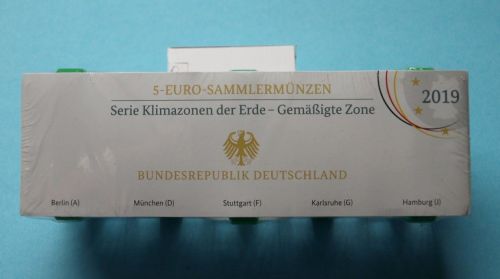 5-EURO-SAMMLERMÜNZEN
Serie Klimazonen der Erde – Gemäßigte Zone
2019
BUNDESREPUBLIK DEUTSCHLAND
Berlin (A) München (D) Stuttgart (F) Karlsruhe (G) Hamburg (J)